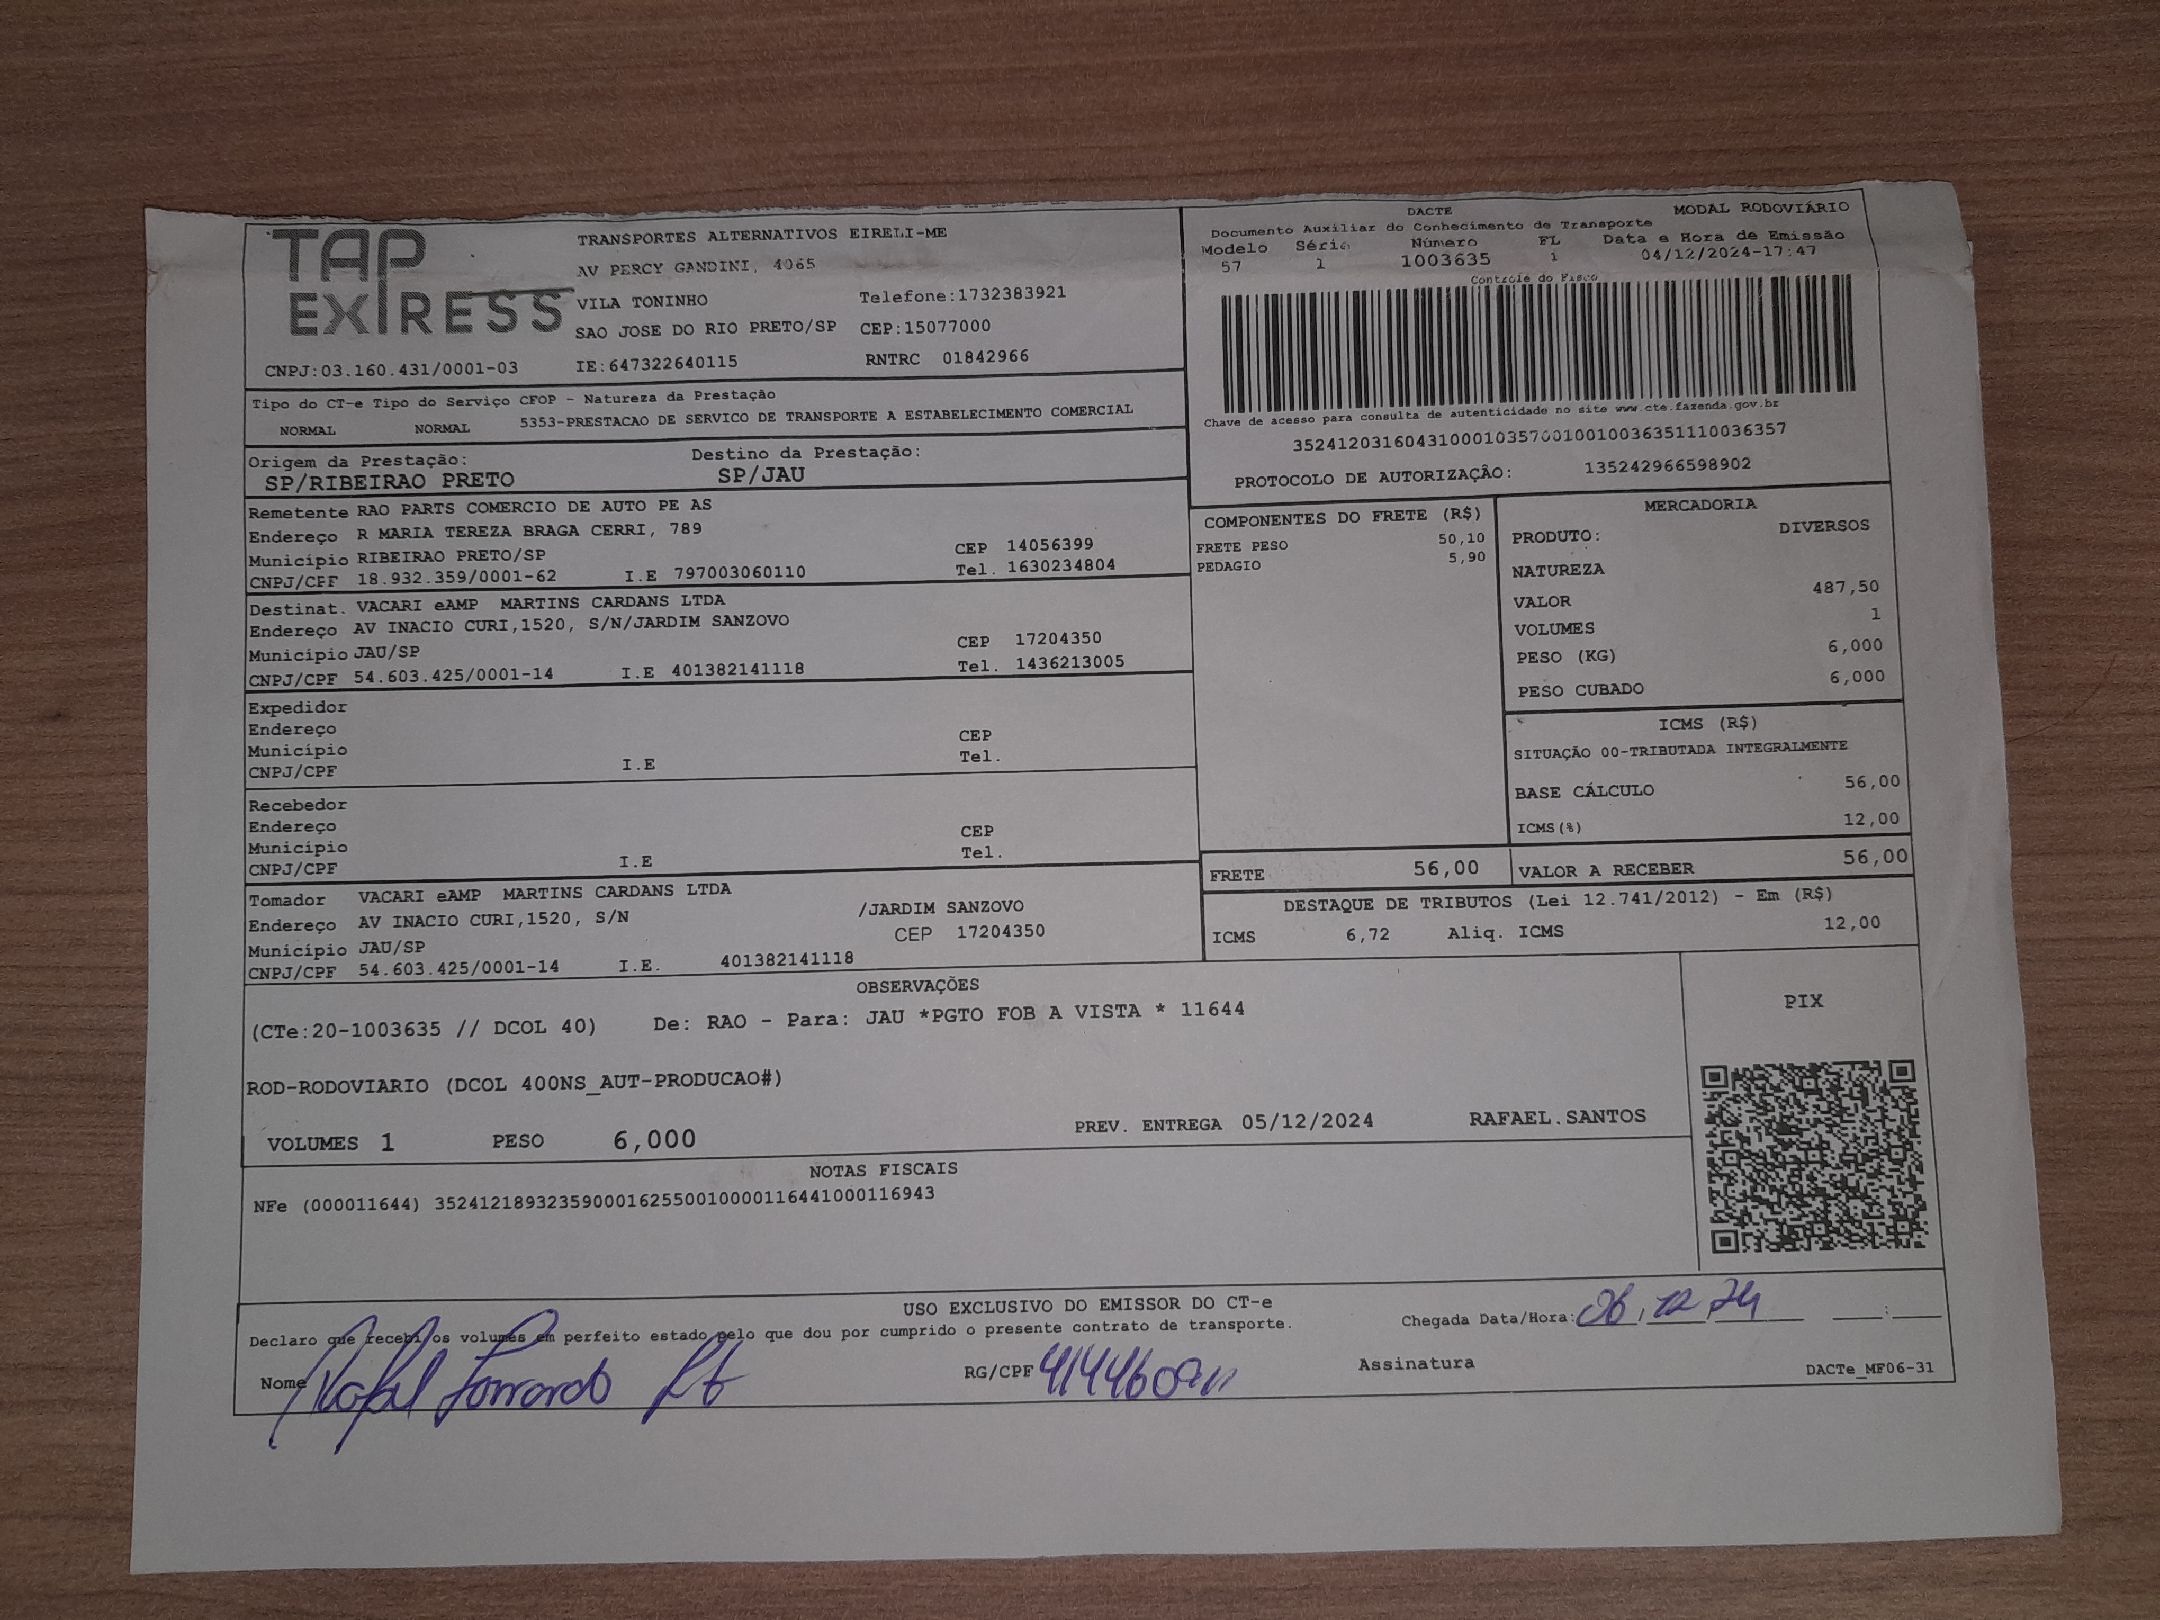 TAP EXPRESS
TRANSPORTES ALTERNATIVOS EIRELI-ME
AV PERCY GANDINI, 4065
VILA TONINHO Telefone:1732383921
SAO JOSE DO RIO PRETO/SP CEP:15077000
CNPJ:03.160.431/0001-03 IE:647322640115 RNTRC 01842966
DACTE MODAL RODOVIÁRIO
Documento Auxiliar do Conhecimento de Transporte
Modelo Série Número FL Data e Hora de Emissão
57 1 1003635 1 04/12/2024-17:47
Controle do Fisco
Chave de acesso para consulta de autenticidade no site www.cte.fazenda.gov.br
35241203160431000103570010010036351110036357
PROTOCOLO DE AUTORIZAÇÃO: 135242966598902
Tipo do CT-e Tipo do Serviço CFOP - Natureza da Prestação
NORMAL NORMAL 5353-PRESTACAO DE SERVICO DE TRANSPORTE A ESTABELECIMENTO COMERCIAL
Origem da Prestação: Destino da Prestação:
SP/RIBEIRAO PRETO SP/JAU
Remetente RAO PARTS COMERCIO DE AUTO PE AS
Endereço R MARIA TEREZA BRAGA CERRI, 789
Município RIBEIRAO PRETO/SP CEP 14056399
CNPJ/CPF 18.932.359/0001-62 I.E 797003060110 Tel. 1630234804
Destinat. VACARI eAMP MARTINS CARDANS LTDA
Endereço AV INACIO CURI,1520, S/N/JARDIM SANZOVO
Município JAU/SP CEP 17204350
CNPJ/CPF 54.603.425/0001-14 I.E 401382141118 Tel. 1436213005
Expedidor
Endereço
Município CEP
CNPJ/CPF I.E Tel.
Recebedor
Endereço
Município CEP
CNPJ/CPF I.E Tel.
Tomador VACARI eAMP MARTINS CARDANS LTDA
Endereço AV INACIO CURI,1520, S/N /JARDIM SANZOVO
Município JAU/SP CEP 17204350
CNPJ/CPF 54.603.425/0001-14 I.E. 401382141118
COMPONENTES DO FRETE (R$)
FRETE PESO 50,10
PEDAGIO 5,90
MERCADORIA
PRODUTO: DIVERSOS
NATUREZA
VALOR 487,50
VOLUMES 1
PESO (KG) 6,000
PESO CUBADO 6,000
ICMS (R$)
SITUAÇÃO 00-TRIBUTADA INTEGRALMENTE
BASE CÁLCULO 56,00
ICMS(%) 12,00
FRETE 56,00 VALOR A RECEBER 56,00
DESTAQUE DE TRIBUTOS (Lei 12.741/2012) - Em (R$)
ICMS 6,72 Aliq. ICMS 12,00
OBSERVAÇÕES
(CTe:20-1003635 // DCOL 40) De: RAO - Para: JAU *PGTO FOB A VISTA * 11644
ROD-RODOVIARIO (DCOL 400NS_AUT-PRODUCAO#)
VOLUMES 1 PESO 6,000 PREV. ENTREGA 05/12/2024 RAFAEL.SANTOS
PIX
NOTAS FISCAIS
NFe (000011644) 35241218932359000162550010000116441000116943
USO EXCLUSIVO DO EMISSOR DO CT-e
Declaro que recebi os volumes em perfeito estado pelo que dou por cumprido o presente contrato de transporte.
Chegada Data/Hora: 06, 12, 24 :
Nome RG/CPF Assinatura
DACTe_MF06-31